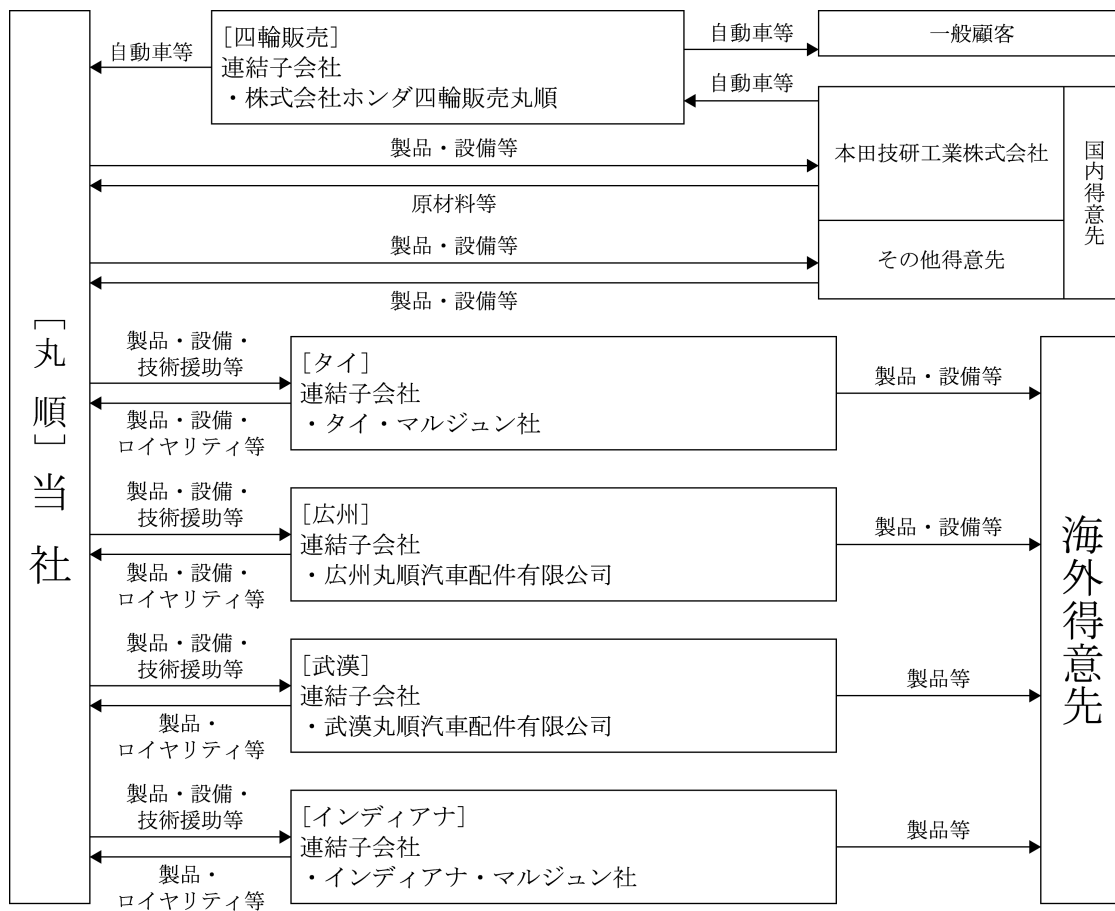 [四輪販売]
連結子会社
・株式会社ホンダ四輪販売丸順
自動車等
自動車等
一般顧客
自動車等
製品・設備等
本田技研工業株式会社
国内得意先
原材料等
製品・設備等
その他得意先
製品・設備等
[丸順]当社
製品・設備・
技術援助等
[タイ]
連結子会社
・タイ・マルジュン社
製品・設備等
製品・設備・
ロイヤリティ等
製品・設備・
技術援助等
[広州]
連結子会社
・広州丸順汽車配件有限公司
製品・設備等
製品・設備・
ロイヤリティ等
海外得意先
製品・設備・
技術援助等
[武漢]
連結子会社
・武漢丸順汽車配件有限公司
製品等
製品・
ロイヤリティ等
製品・設備・
技術援助等
[インディアナ]
連結子会社
・インディアナ・マルジュン社
製品等
製品・
ロイヤリティ等